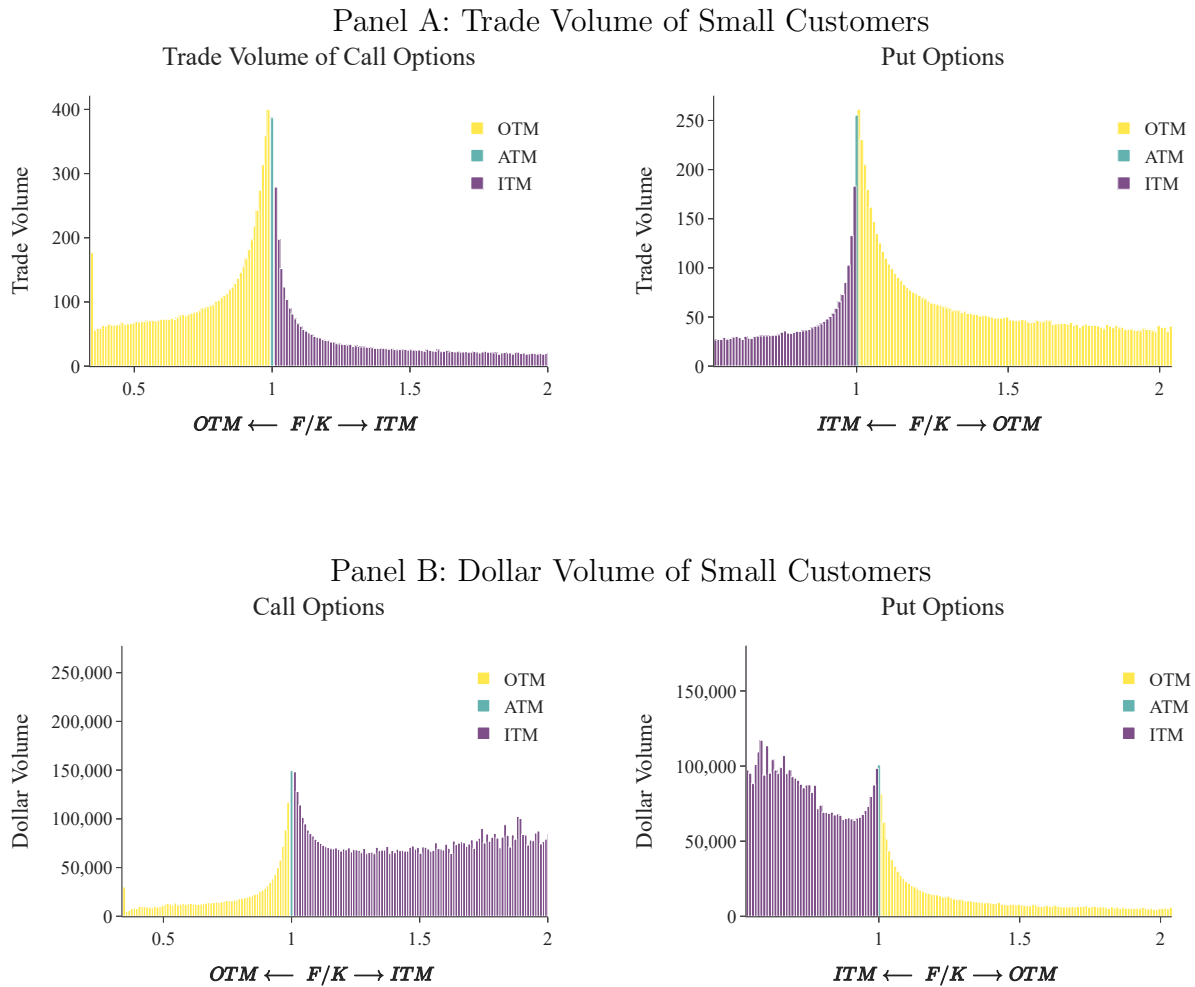 Panel A: Trade Volume of Small Customers
Trade Volume of Call Options
Trade Volume
400
300
200
100
0
0.5
1
1.5
2
OTM
ATM
ITM
OTM ⟵ F/K ⟶ ITM
Put Options
Trade Volume
250
200
150
100
50
0
1
1.5
2
OTM
ATM
ITM
ITM ⟵ F/K ⟶ OTM
Panel B: Dollar Volume of Small Customers
Call Options
Dollar Volume
250,000
200,000
150,000
100,000
50,000
0
0.5
1
1.5
2
OTM
ATM
ITM
OTM ⟵ F/K ⟶ ITM
Put Options
Dollar Volume
150,000
100,000
50,000
0
1
1.5
2
OTM
ATM
ITM
ITM ⟵ F/K ⟶ OTM